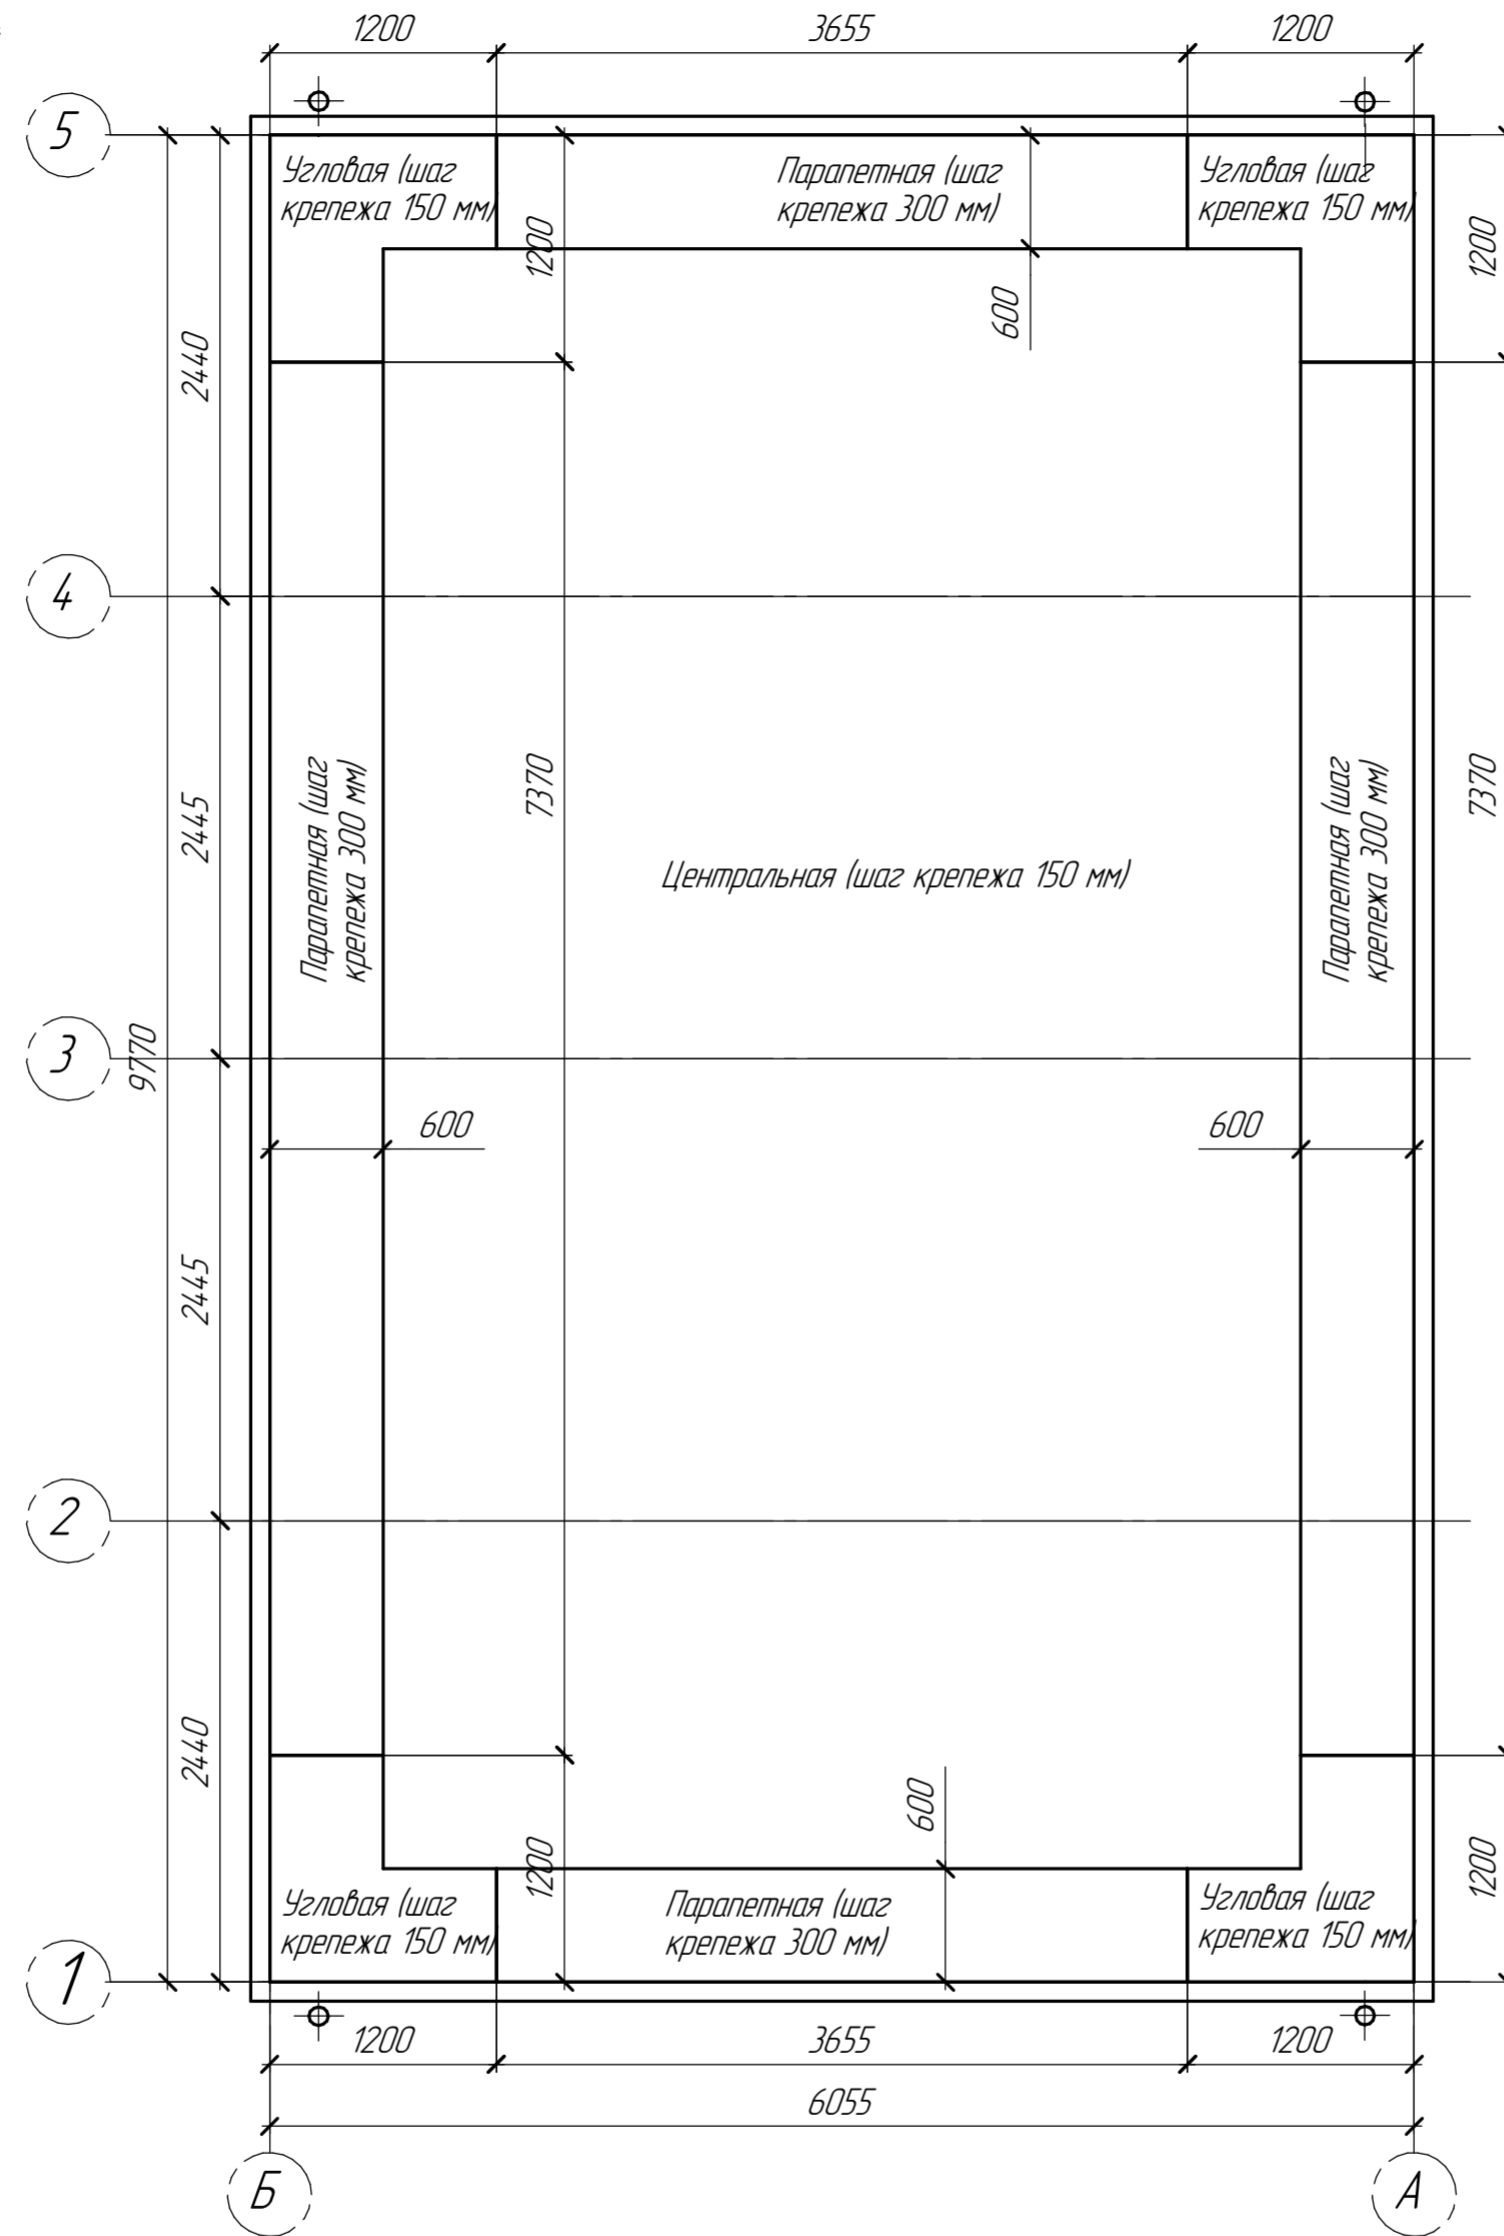 1200 3655 1200
5
Угловая (шаг
крепежа 150 мм)
Парапетная (шаг
крепежа 300 мм)
Угловая (шаг
крепежа 150 мм)
1200
1200
600
2440
4
Парапетная (шаг
крепежа 300 мм)
7370
2445
Центральная (шаг крепежа 150 мм)
Парапетная (шаг
крепежа 300 мм)
7370
3
9770
600
600
2445
2
2440
600
1200
1200
Угловая (шаг
крепежа 150 мм)
Парапетная (шаг
крепежа 300 мм)
Угловая (шаг
крепежа 150 мм)
1
1200 3655 1200
6055
Б
А